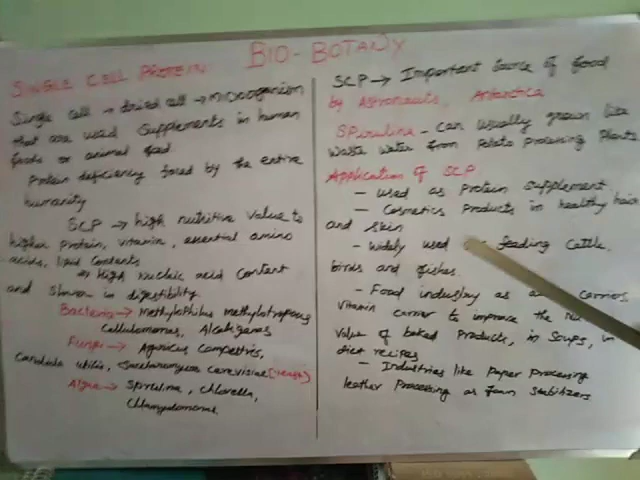 BIO-BOTANY
SINGLE CELL PROTEIN
Single cell → dried cell → microorganism
that are used Supplements in human
foods or animal feed
Protein deficiency faced by the entire
humanity
SCP → high nutritive value to
higher protein, vitamin, essential amino
acids, lipid contents
→ High nucleic acid content
and slower in digestibility.
Bacteria → Methylophilus methylotropous
Cellulomonas, Alcaligenes
Fungi → Agaricus Campestris,
Candida utilis, Saccharomyces cerevisiae (yeast)
Algae → Spirulina, Chlorella,
Chlamydomonas
SCP → Important source of food
by Astronauts, Antartica
SPirulina - can usually grown like
Waste water from Potato Processing Plants
Application of SCP
- used as Protein supplement
- Cosmetics Products in healthy hair
and skin
- Widely used feeding Cattle,
birds and fishes.
- Food industry as carriers,
vitamin carrier to improve the
value of baked Products, in Soups, in
diet recipes
- Industries like Paper Processing
leather Processing as foam Stabilizers